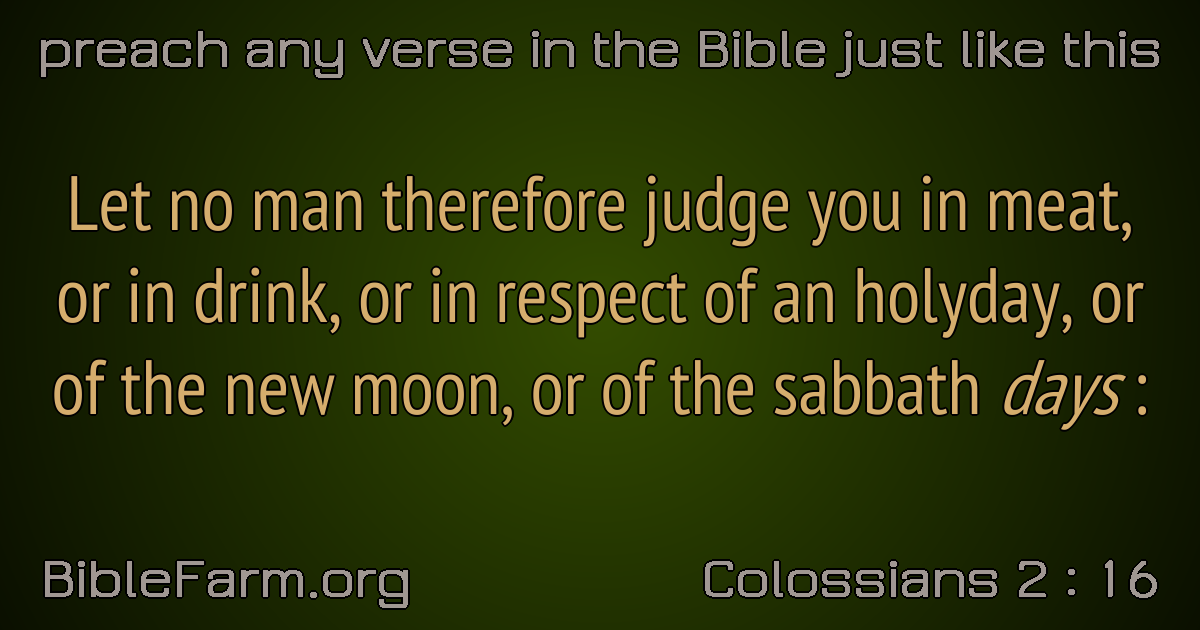 preach any verse in the Bible just like this
Let no man therefore judge you in meat,
or in drink, or in respect of an holyday, or
of the new moon, or of the sabbath days :
BibleFarm.org
Colossians 2 : 16